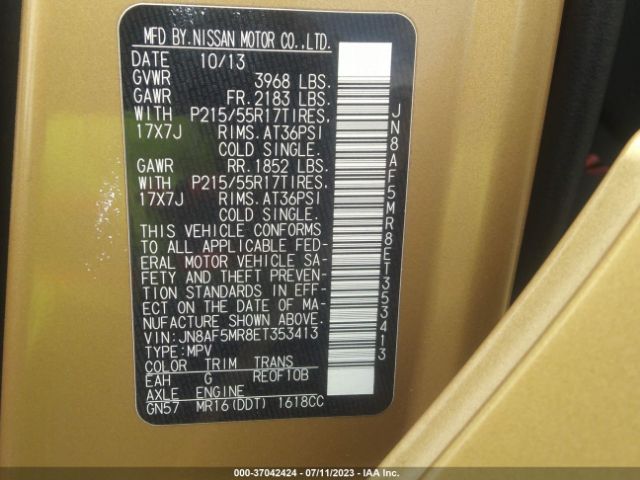 MFD BY.NISSAN MOTOR CO.,LTD.
DATE 10/13
GVWR 3968 LBS.
GAWR FR.2183 LBS.
WITH P215/55R17TIRES.
17X7J RIMS.AT36PSI
COLD SINGLE.
GAWR RR.1852 LBS.
WITH P215/55R17TIRES.
17X7J RIMS.AT36PSI
COLD SINGLE.
THIS VEHICLE CONFORMS
TO ALL APPLICABLE FED-
ERAL MOTOR VEHICLE SA-
FETY AND THEFT PREVEN-
TION STANDARDS IN EFF-
ECT ON THE DATE OF MA-
NUFACTURE SHOWN ABOVE.
VIN:JN8AF5MR8ET353413
TYPE:MPV
COLOR TRIM TRANS
EAH G RE0F10B
AXLE ENGINE
GN57 MR16(DDT) 1618CC
JN8AF5MR8ET353413
000-37042424 - 07/11/2023 - IAA Inc.